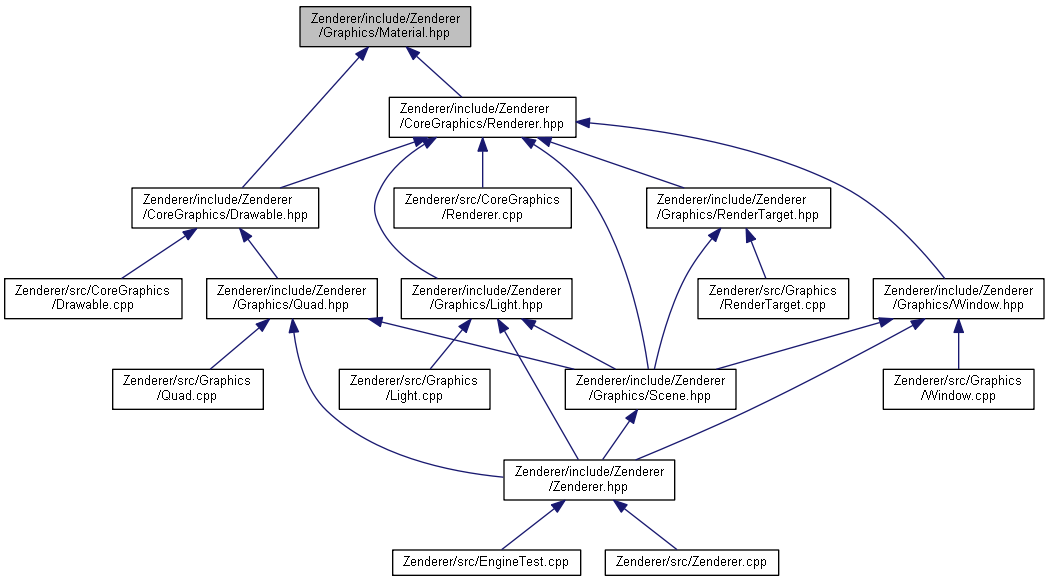 Zenderer/include/Zenderer
/Graphics/Material.hpp
Zenderer/include/Zenderer
/CoreGraphics/Renderer.hpp
Zenderer/include/Zenderer
/CoreGraphics/Drawable.hpp
Zenderer/src/CoreGraphics
/Renderer.cpp
Zenderer/include/Zenderer
/Graphics/RenderTarget.hpp
Zenderer/src/CoreGraphics
/Drawable.cpp
Zenderer/include/Zenderer
/Graphics/Quad.hpp
Zenderer/include/Zenderer
/Graphics/Light.hpp
Zenderer/src/Graphics
/RenderTarget.cpp
Zenderer/include/Zenderer
/Graphics/Window.hpp
Zenderer/src/Graphics
/Quad.cpp
Zenderer/src/Graphics
/Light.cpp
Zenderer/include/Zenderer
/Graphics/Scene.hpp
Zenderer/src/Graphics
/Window.cpp
Zenderer/include/Zenderer
/Zenderer.hpp
Zenderer/src/EngineTest.cpp
Zenderer/src/Zenderer.cpp